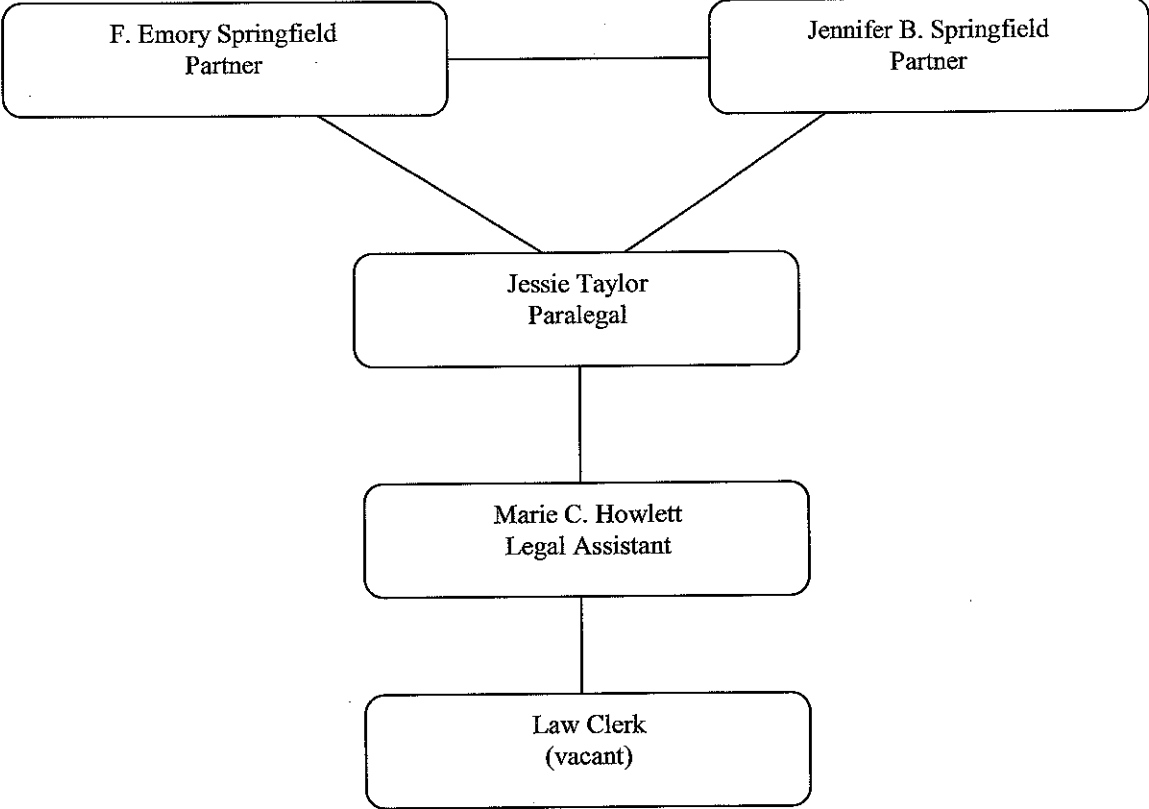 F. Emory Springfield
Partner
Jennifer B. Springfield
Partner
Jessie Taylor
Paralegal
Marie C. Howlett
Legal Assistant
Law Clerk
(vacant)